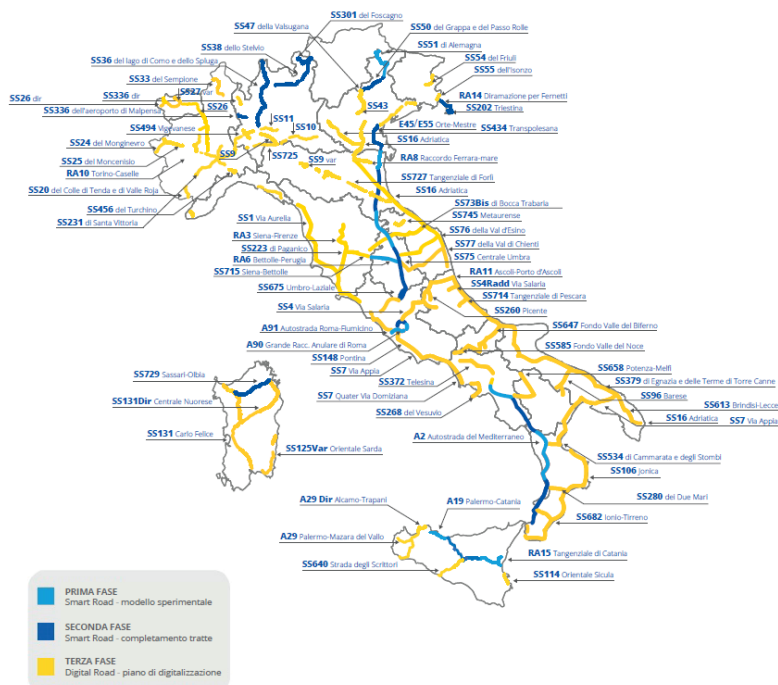 SS301 del Foscagno
SS47 della Valsugana
SS50 del Grappa e del Passo Rolle
SS38 dello Stelvio
SS51 di Alemagna
SS36 del lago di Como e dello Spluga
SS54 del Friuli
SS33 del Sempione
SS55 dell'Isonzo
SS26 dir
SS336 dir
SS27 var
RA14 Diramazione per Fernetti
SS336 dell'aeroporto di Malpensa
SS26
SS43
SS202 Triestina
SS494 Vigevanese
SS11
SS10
E45/E55 Orte-Mestre
SS434 Transpolesana
SS16 Adriatica
SS24 del Monginevro
SS9
SS725
SS9 var
RA8 Raccordo Ferrara-mare
SS25 del Moncenisio
RA10 Torino-Caselle
SS727 Tangenziale di Forlì
SS20 del Colle di Tenda e di Valle Roja
SS16 Adriatica
SS456 del Turchino
SS73Bis di Bocca Trabaria
SS231 di Santa Vittoria
SS1 Via Aurelia
SS745 Metaurense
SS76 della Val d'Esino
RA3 Siena-Firenze
SS77 della Val di Chienti
SS223 di Paganico
SS75 Centrale Umbra
RA6 Bettolle-Perugia
SS715 Siena-Bettolle
RA11 Ascoli-Porto d'Ascoli
SS4Radd Via Salaria
SS675 Umbro-Laziale
SS714 Tangenziale di Pescara
SS4 Via Salaria
SS260 Picente
A91 Autostrada Roma-Fiumicino
SS647 Fondo Valle del Biferno
A90 Grande Racc. Anulare di Roma
SS585 Fondo Valle del Noce
SS148 Pontina
SS7 Via Appia
SS658 Potenza-Melfi
SS729 Sassari-Olbia
SS372 Telesina
SS379 di Egnazia e delle Terme di Torre Canne
SS7 Quater Via Domiziana
SS96 Barese
SS131Dir Centrale Nuorese
SS268 del Vesuvio
SS613 Brindisi-Lecce
SS16 Adriatica
SS7 Via Appia
SS131 Carlo Felice
A2 Autostrada del Mediterraneo
SS125Var Orientale Sarda
SS534 di Cammarata e degli Stombi
SS106 Jonica
A29 Dir Alcamo-Trapani
A19 Palermo-Catania
SS280 dei Due Mari
SS682 Ionio-Tirreno
A29 Palermo-Mazara del Vallo
RA15 Tangenziale di Catania
SS640 Strada degli Scrittori
SS114 Orientale Sicula
PRIMA FASE
Smart Road - modello sperimentale
SECONDA FASE
Smart Road - completamento tratte
TERZA FASE
Digital Road - piano di digitalizzazione